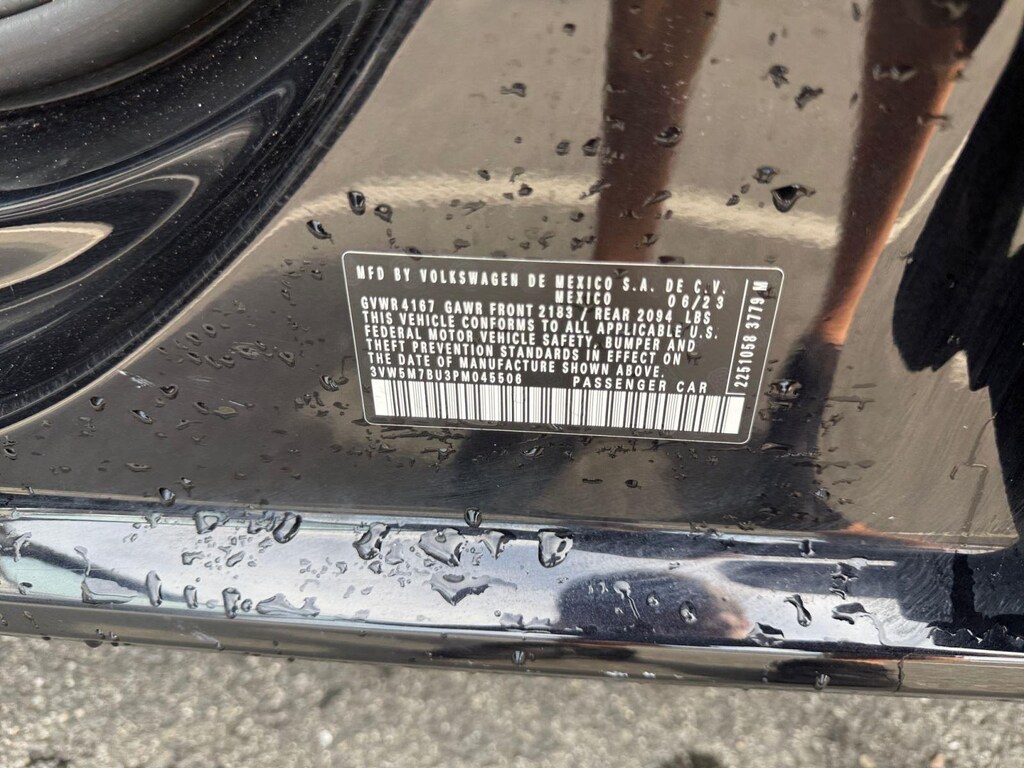 MFD BY VOLKSWAGEN DE MEXICO S.A. DE C.V.
MEXICO 06/23
GVWR 4167 GAWR FRONT 2183 / REAR 2094 LBS
THIS VEHICLE CONFORMS TO ALL APPLICABLE U.S.
FEDERAL MOTOR VEHICLE SAFETY, BUMPER AND
THEFT PREVENTION STANDARDS IN EFFECT ON
THE DATE OF MANUFACTURE SHOWN ABOVE.
3VW5M7BU3PM045506 PASSENGER CAR
2251058 3779 M